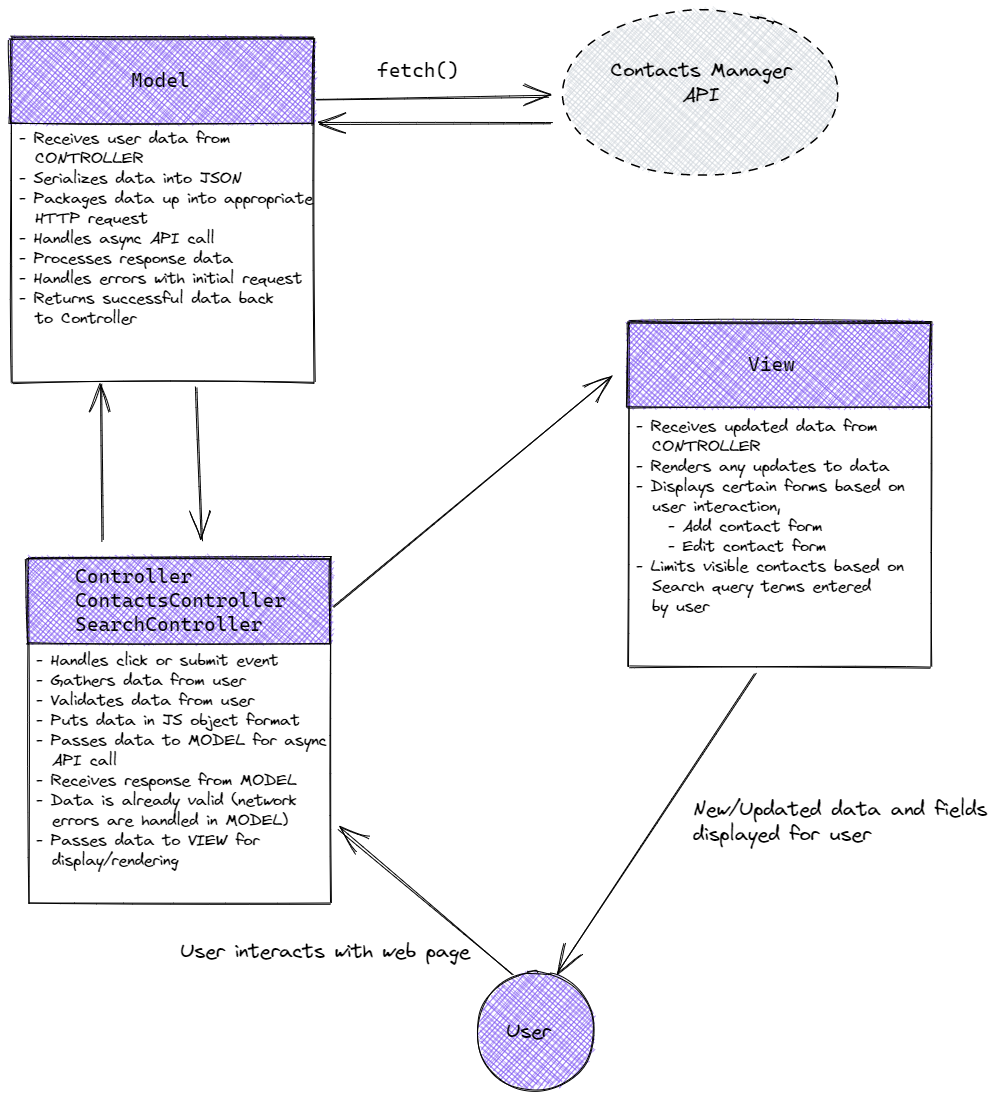 Model
fetch()
Contacts Manager
API
- Receives user data from
CONTROLLER
- Serializes data into JSON
- Packages data up into appropriate
HTTP request
- Handles async API call
- Processes response data
- Handles errors with initial request
- Returns successful data back
to Controller
View
- Receives updated data from
CONTROLLER
- Renders any updates to data
- Displays certain forms based on
user interaction,
- Add contact form
- Edit contact form
- Limits visible contacts based on
Search query terms entered
by user
Controller
ContactsController
SearchController
- Handles click or submit event
- Gathers data from user
- Validates data from user
- Puts data in JS object format
- Passes data to MODEL for async
API call
- Receives response from MODEL
- Data is already valid (network
errors are handled in MODEL)
- Passes data to VIEW for
display/rendering
New/Updated data and fields
displayed for user
User interacts with web page
User